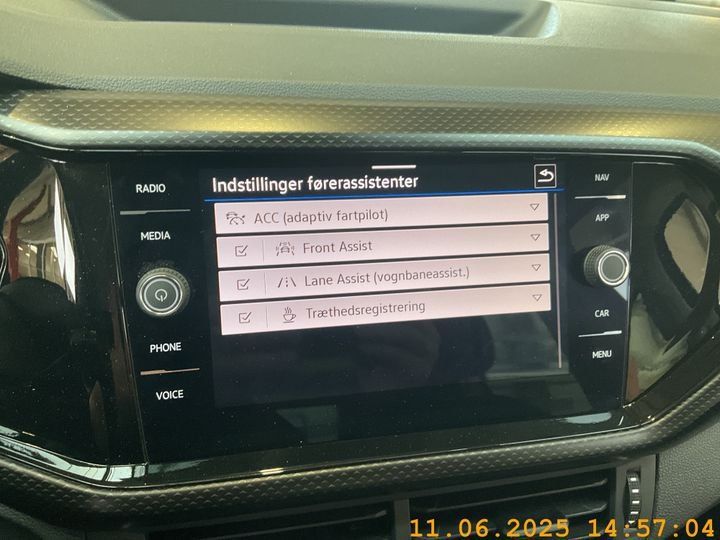 Indstillinger førerassistenter
RADIO
MEDIA
PHONE
VOICE
ACC (adaptiv fartpilot)
Front Assist
Lane Assist (vognbaneassist.)
Træthedsregistrering
NAV
APP
CAR
MENU
11.06.2025 14:57:04